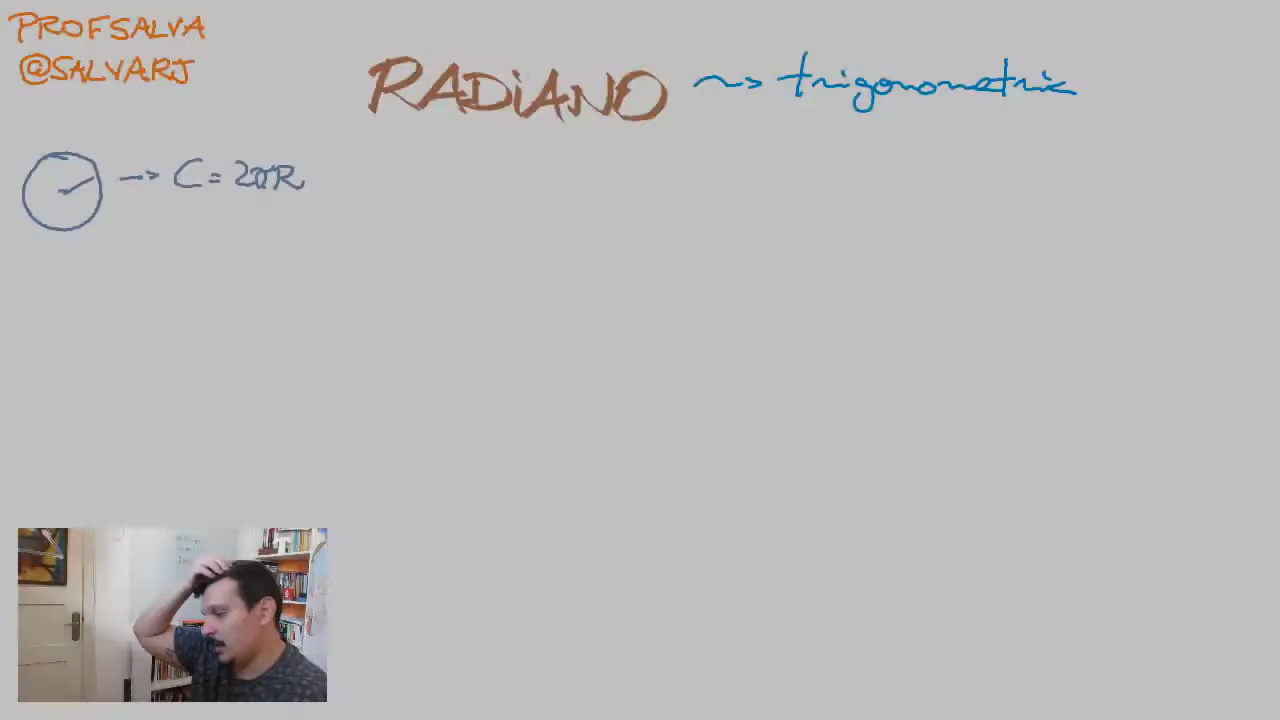 PROFSALVA
@SALVARJ
RADIANO ~> trigonometria
→ C = 2πR